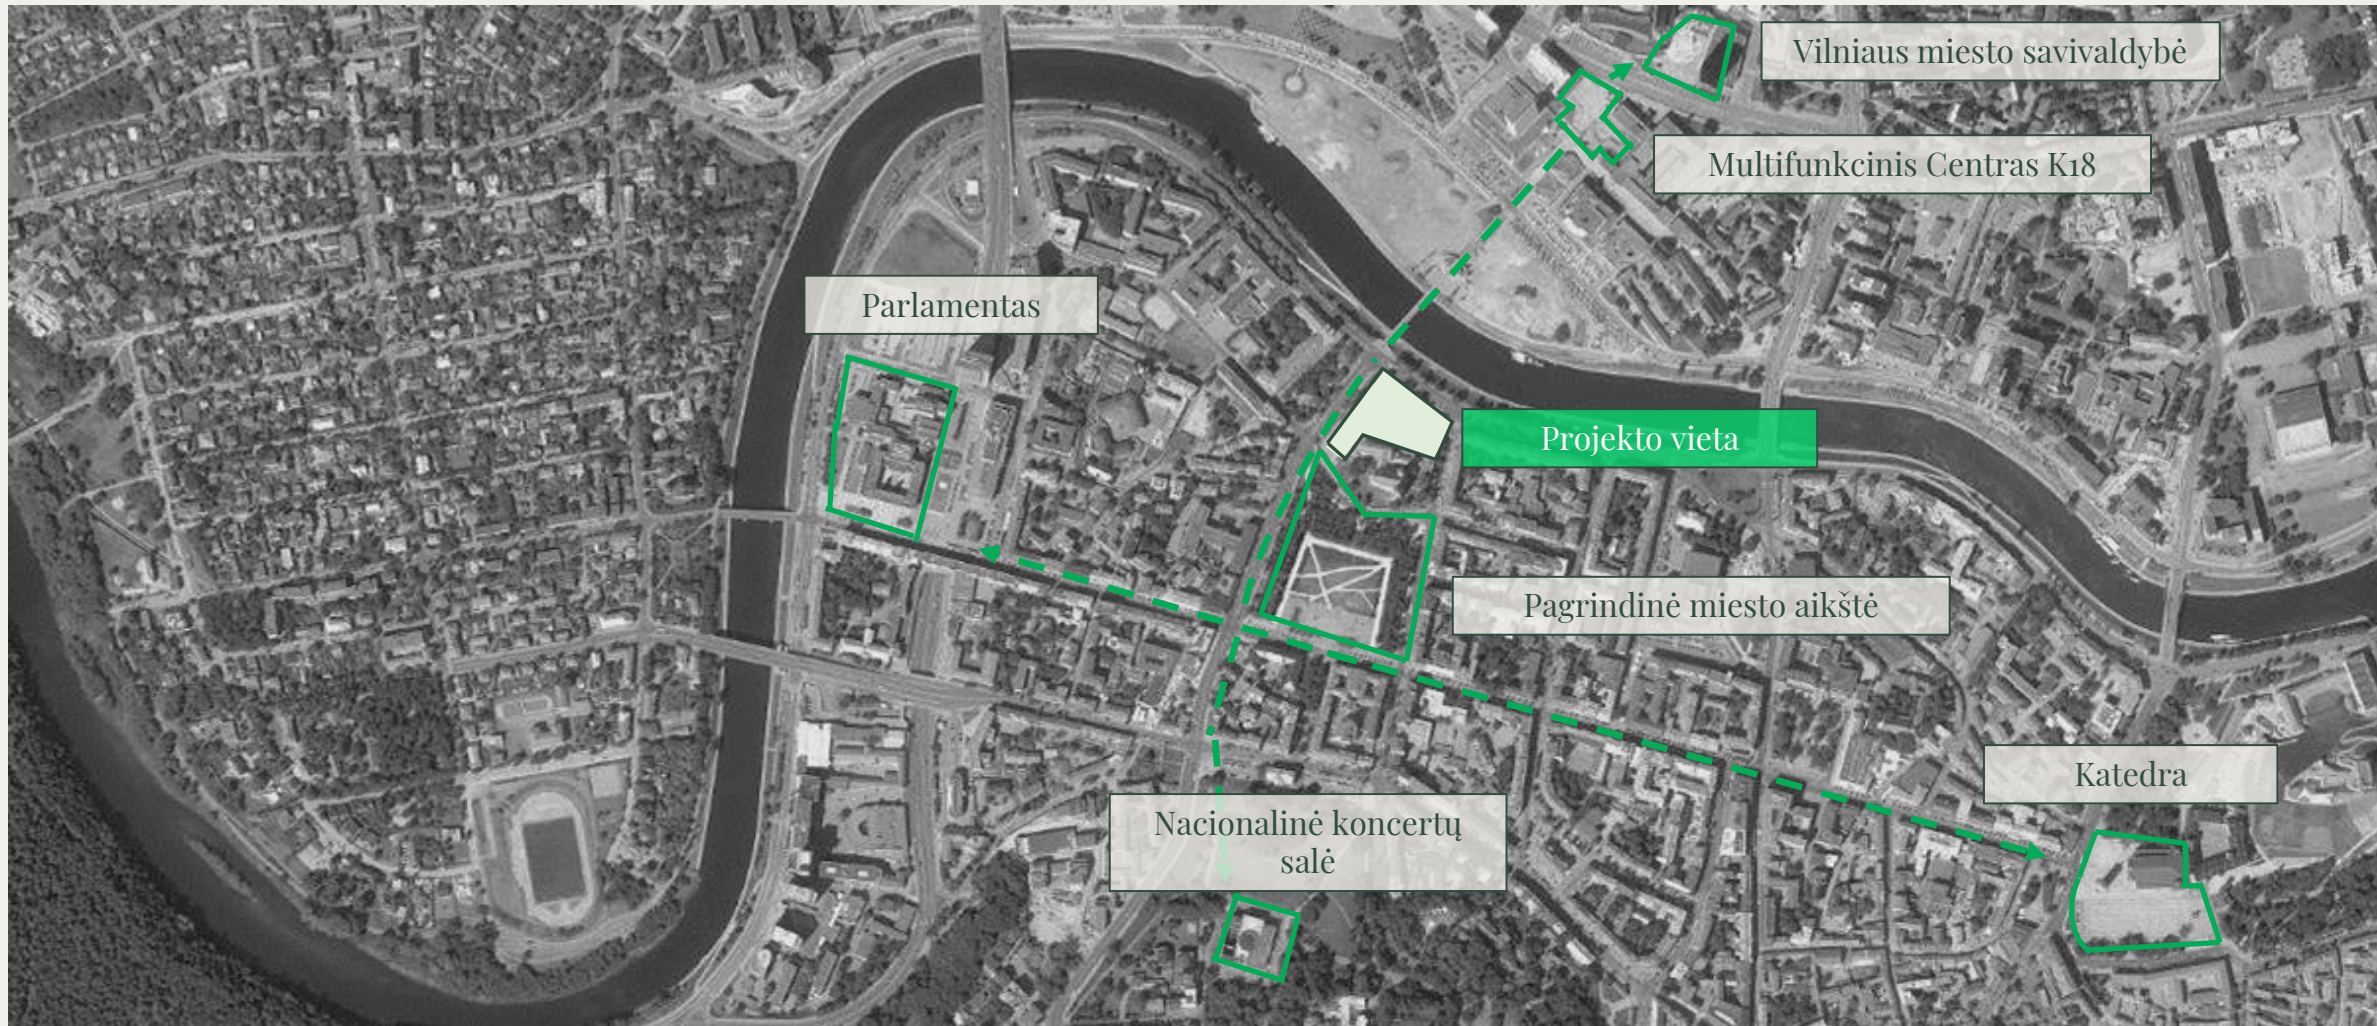 Vilniaus miesto savivaldybė
Multifunkcinis Centras K18
Parlamentas
Projekto vieta
Pagrindinė miesto aikštė
Katedra
Nacionalinė koncertų
salė